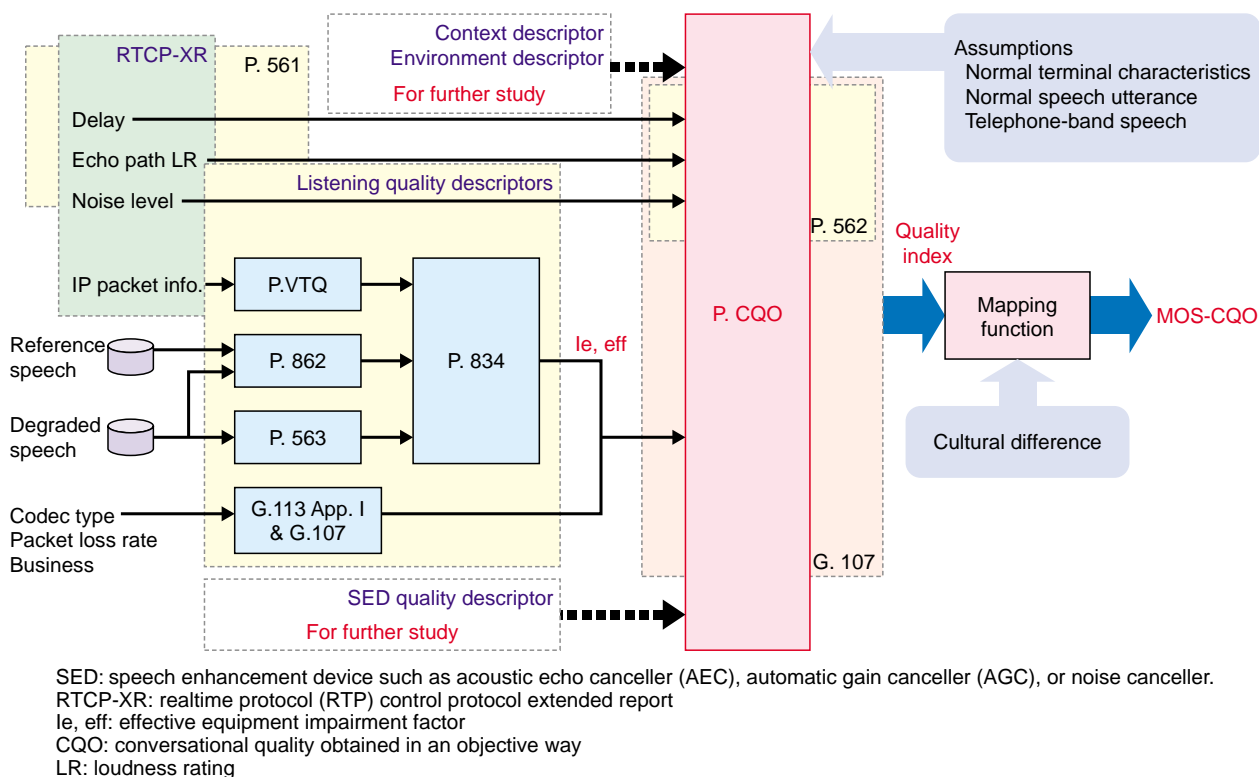 Context descriptor
Environment descriptor
For further study
RTCP-XR
P. 561
Assumptions
Normal terminal characteristics
Normal speech utterance
Telephone-band speech
Delay
Echo path LR
Noise level
Listening quality descriptors
P. 562
Quality
index
IP packet info.
P.VTQ
P. CQO
Mapping
function
MOS-CQO
Reference
speech
P. 862
P. 834
Ie, eff
Degraded
speech
P. 563
Cultural difference
Codec type
Packet loss rate
Business
G.113 App. I
& G.107
G. 107
SED quality descriptor
For further study
SED: speech enhancement device such as acoustic echo canceller (AEC), automatic gain canceller (AGC), or noise canceller.
RTCP-XR: realtime protocol (RTP) control protocol extended report
Ie, eff: effective equipment impairment factor
CQO: conversational quality obtained in an objective way
LR: loudness rating